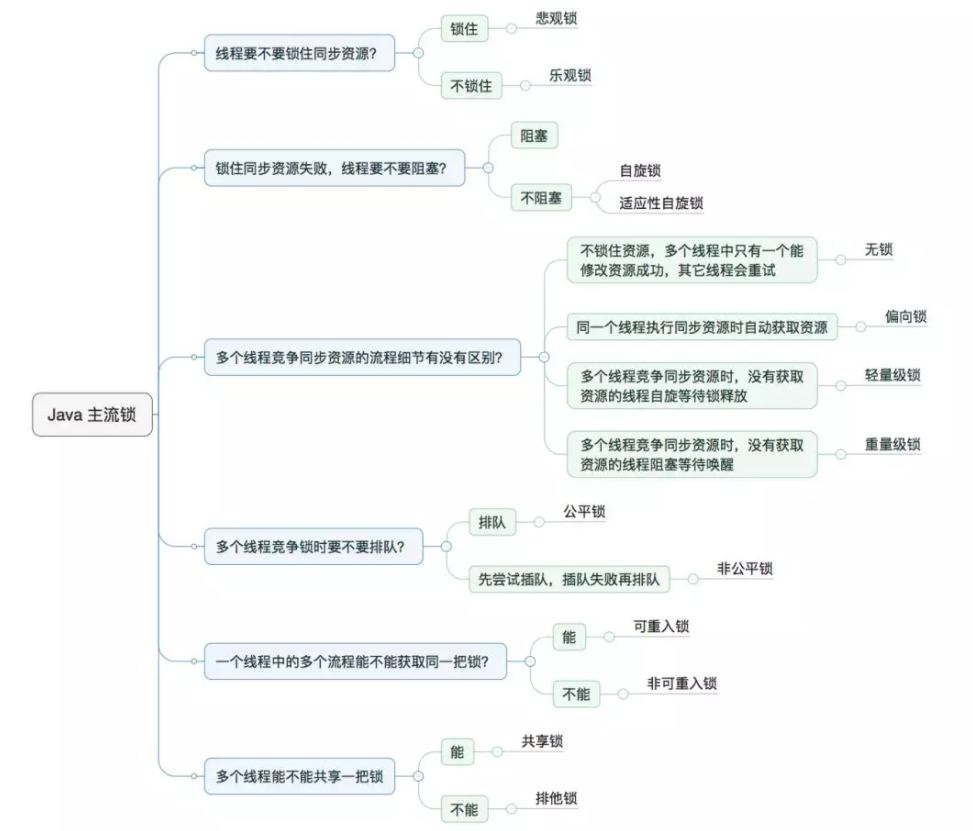 Java 主流锁
线程要不要锁住同步资源？
锁住
悲观锁
不锁住
乐观锁
锁住同步资源失败，线程要不要阻塞？
阻塞
不阻塞
自旋锁
适应性自旋锁
多个线程竞争同步资源的流程细节有没有区别？
不锁住资源，多个线程中只有一个能
修改资源成功，其它线程会重试
无锁
同一个线程执行同步资源时自动获取资源
偏向锁
多个线程竞争同步资源时，没有获取
资源的线程自旋等待锁释放
轻量级锁
多个线程竞争同步资源时，没有获取
资源的线程阻塞等待唤醒
重量级锁
多个线程竞争锁时要不要排队？
排队
公平锁
先尝试插队，插队失败再排队
非公平锁
一个线程中的多个流程能不能获取同一把锁？
能
可重入锁
不能
非可重入锁
多个线程能不能共享一把锁
能
共享锁
不能
排他锁